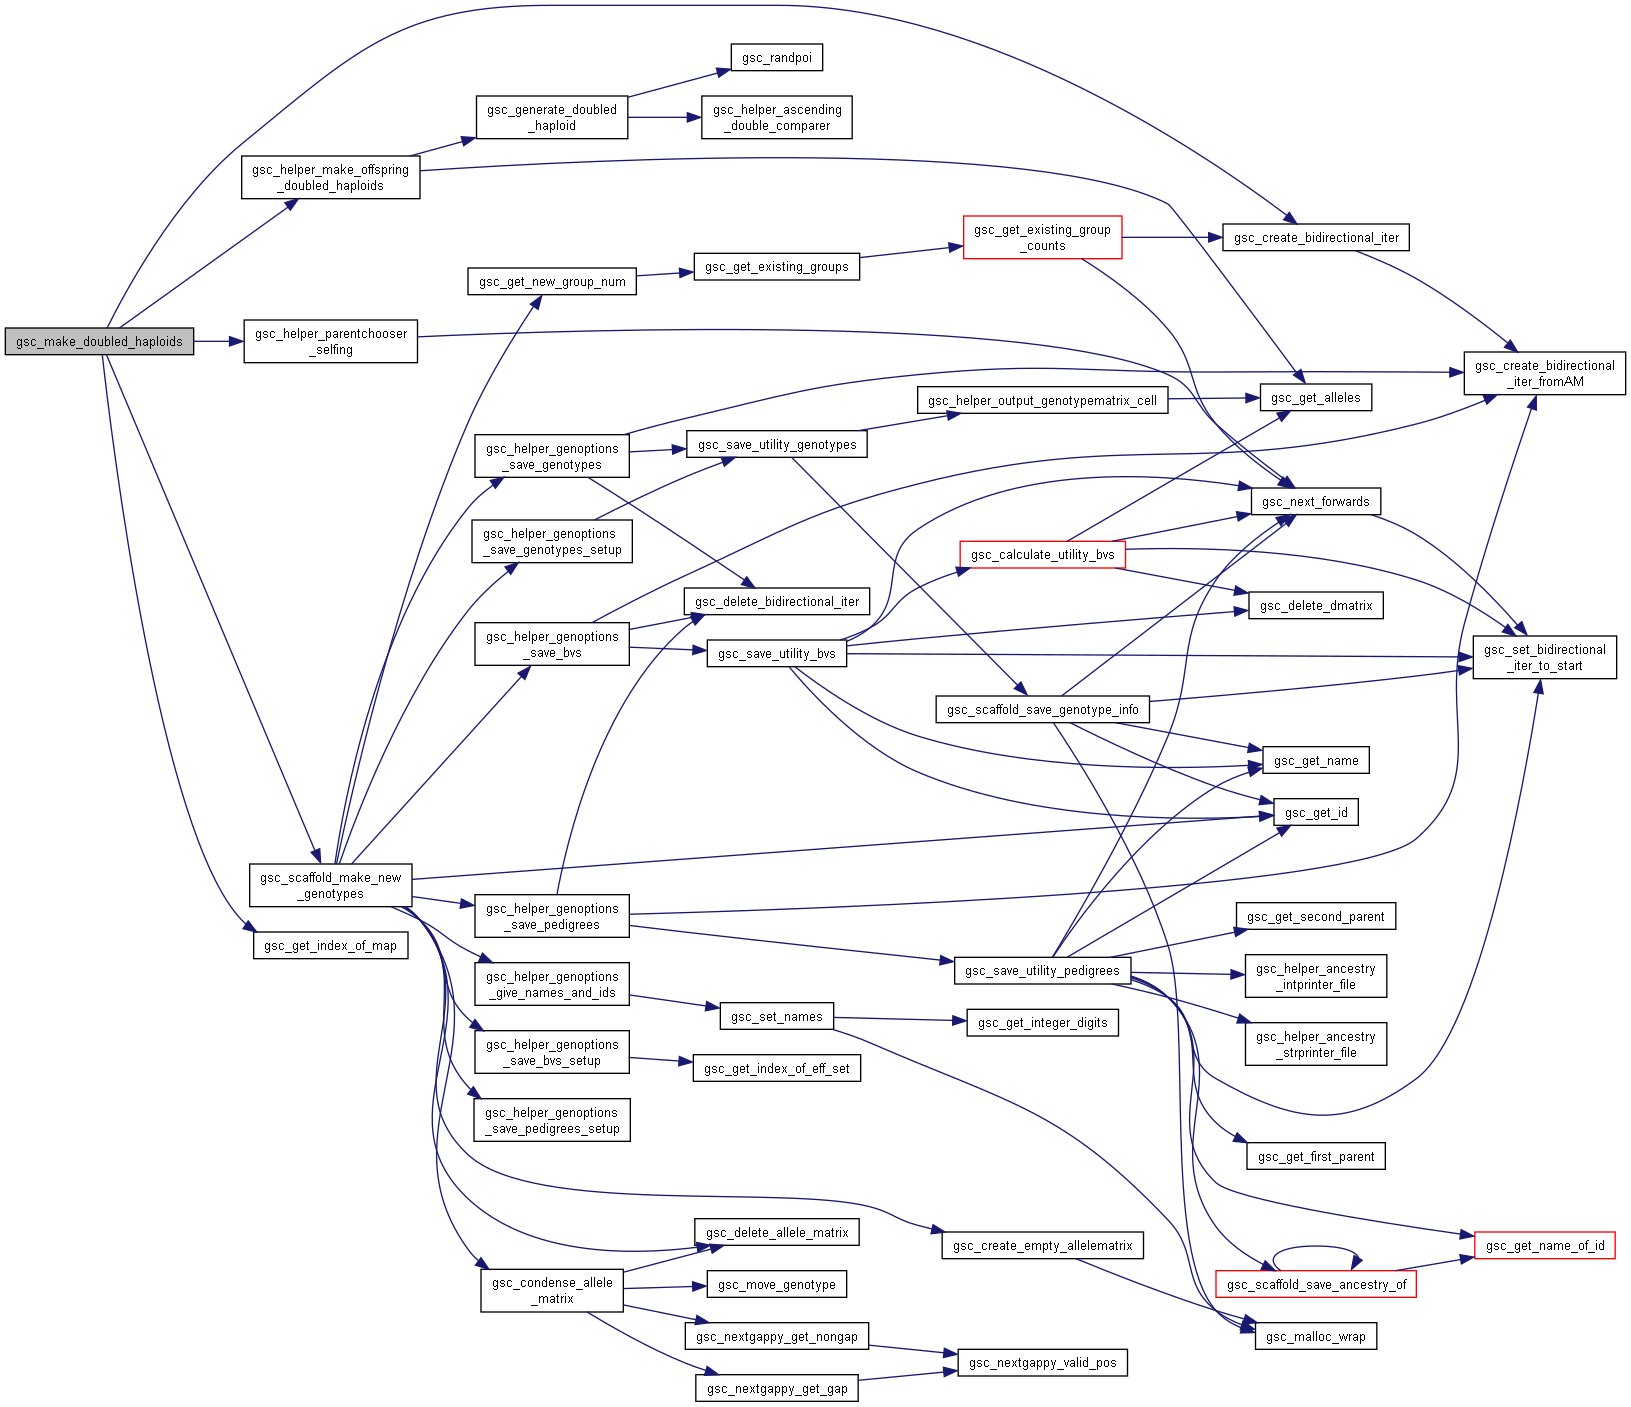 gsc_randpoi
gsc_generate_doubled
_haploid
gsc_helper_ascending
_double_comparer
gsc_helper_make_offspring
_doubled_haploids
gsc_get_existing_group
_counts
gsc_create_bidirectional_iter
gsc_get_existing_groups
gsc_get_new_group_num
gsc_make_doubled_haploids
gsc_helper_parentchooser
_selfing
gsc_create_bidirectional
_iter_fromAM
gsc_helper_output_genotypematrix_cell
gsc_get_alleles
gsc_helper_genoptions
_save_genotypes
gsc_save_utility_genotypes
gsc_next_forwards
gsc_helper_genoptions
_save_genotypes_setup
gsc_calculate_utility_bvs
gsc_delete_bidirectional_iter
gsc_delete_dmatrix
gsc_helper_genoptions
_save_bvs
gsc_save_utility_bvs
gsc_set_bidirectional
_iter_to_start
gsc_scaffold_save_genotype_info
gsc_get_name
gsc_get_id
gsc_scaffold_make_new
_genotypes
gsc_helper_genoptions
_save_pedigrees
gsc_get_second_parent
gsc_get_index_of_map
gsc_helper_genoptions
_give_names_and_ids
gsc_save_utility_pedigrees
gsc_helper_ancestry
_intprinter_file
gsc_set_names
gsc_get_integer_digits
gsc_helper_ancestry
_strprinter_file
gsc_helper_genoptions
_save_bvs_setup
gsc_get_index_of_eff_set
gsc_helper_genoptions
_save_pedigrees_setup
gsc_get_first_parent
gsc_delete_allele_matrix
gsc_create_empty_allelematrix
gsc_get_name_of_id
gsc_condense_allele
_matrix
gsc_move_genotype
gsc_scaffold_save_ancestry_of
gsc_nextgappy_get_nongap
gsc_malloc_wrap
gsc_nextgappy_valid_pos
gsc_nextgappy_get_gap